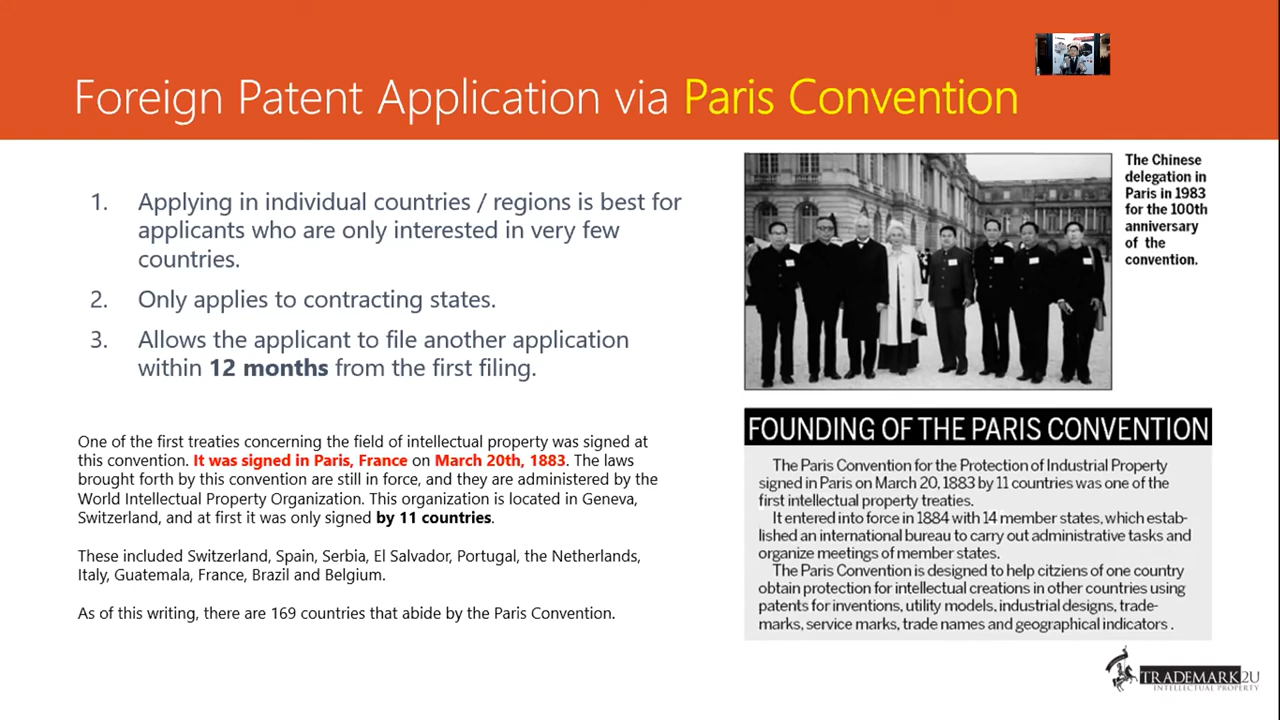 Foreign Patent Application via Paris Convention
1. Applying in individual countries / regions is best for
applicants who are only interested in very few
countries.
2. Only applies to contracting states.
3. Allows the applicant to file another application
within 12 months from the first filing.
One of the first treaties concerning the field of intellectual property was signed at
this convention. It was signed in Paris, France on March 20th, 1883. The laws
brought forth by this convention are still in force, and they are administered by the
World Intellectual Property Organization. This organization is located in Geneva,
Switzerland, and at first it was only signed by 11 countries.
These included Switzerland, Spain, Serbia, El Salvador, Portugal, the Netherlands,
Italy, Guatemala, France, Brazil and Belgium.
As of this writing, there are 169 countries that abide by the Paris Convention.
The Chinese
delegation in
Paris in 1983
for the 100th
anniversary
of the
convention.
FOUNDING OF THE PARIS CONVENTION
The Paris Convention for the Protection of Industrial Property
signed in Paris on March 20, 1883 by 11 countries was one of the
first intellectual property treaties.
It entered into force in 1884 with 14 member states, which estab-
lished an international bureau to carry out administrative tasks and
organize meetings of member states.
The Paris Convention is designed to help citziens of one country
obtain protection for intellectual creations in other countries using
patents for inventions, utility models, industrial designs, trade-
marks, service marks, trade names and geographical indicators .
TRADEMARK2U
INTELLECTUAL PROPERTY